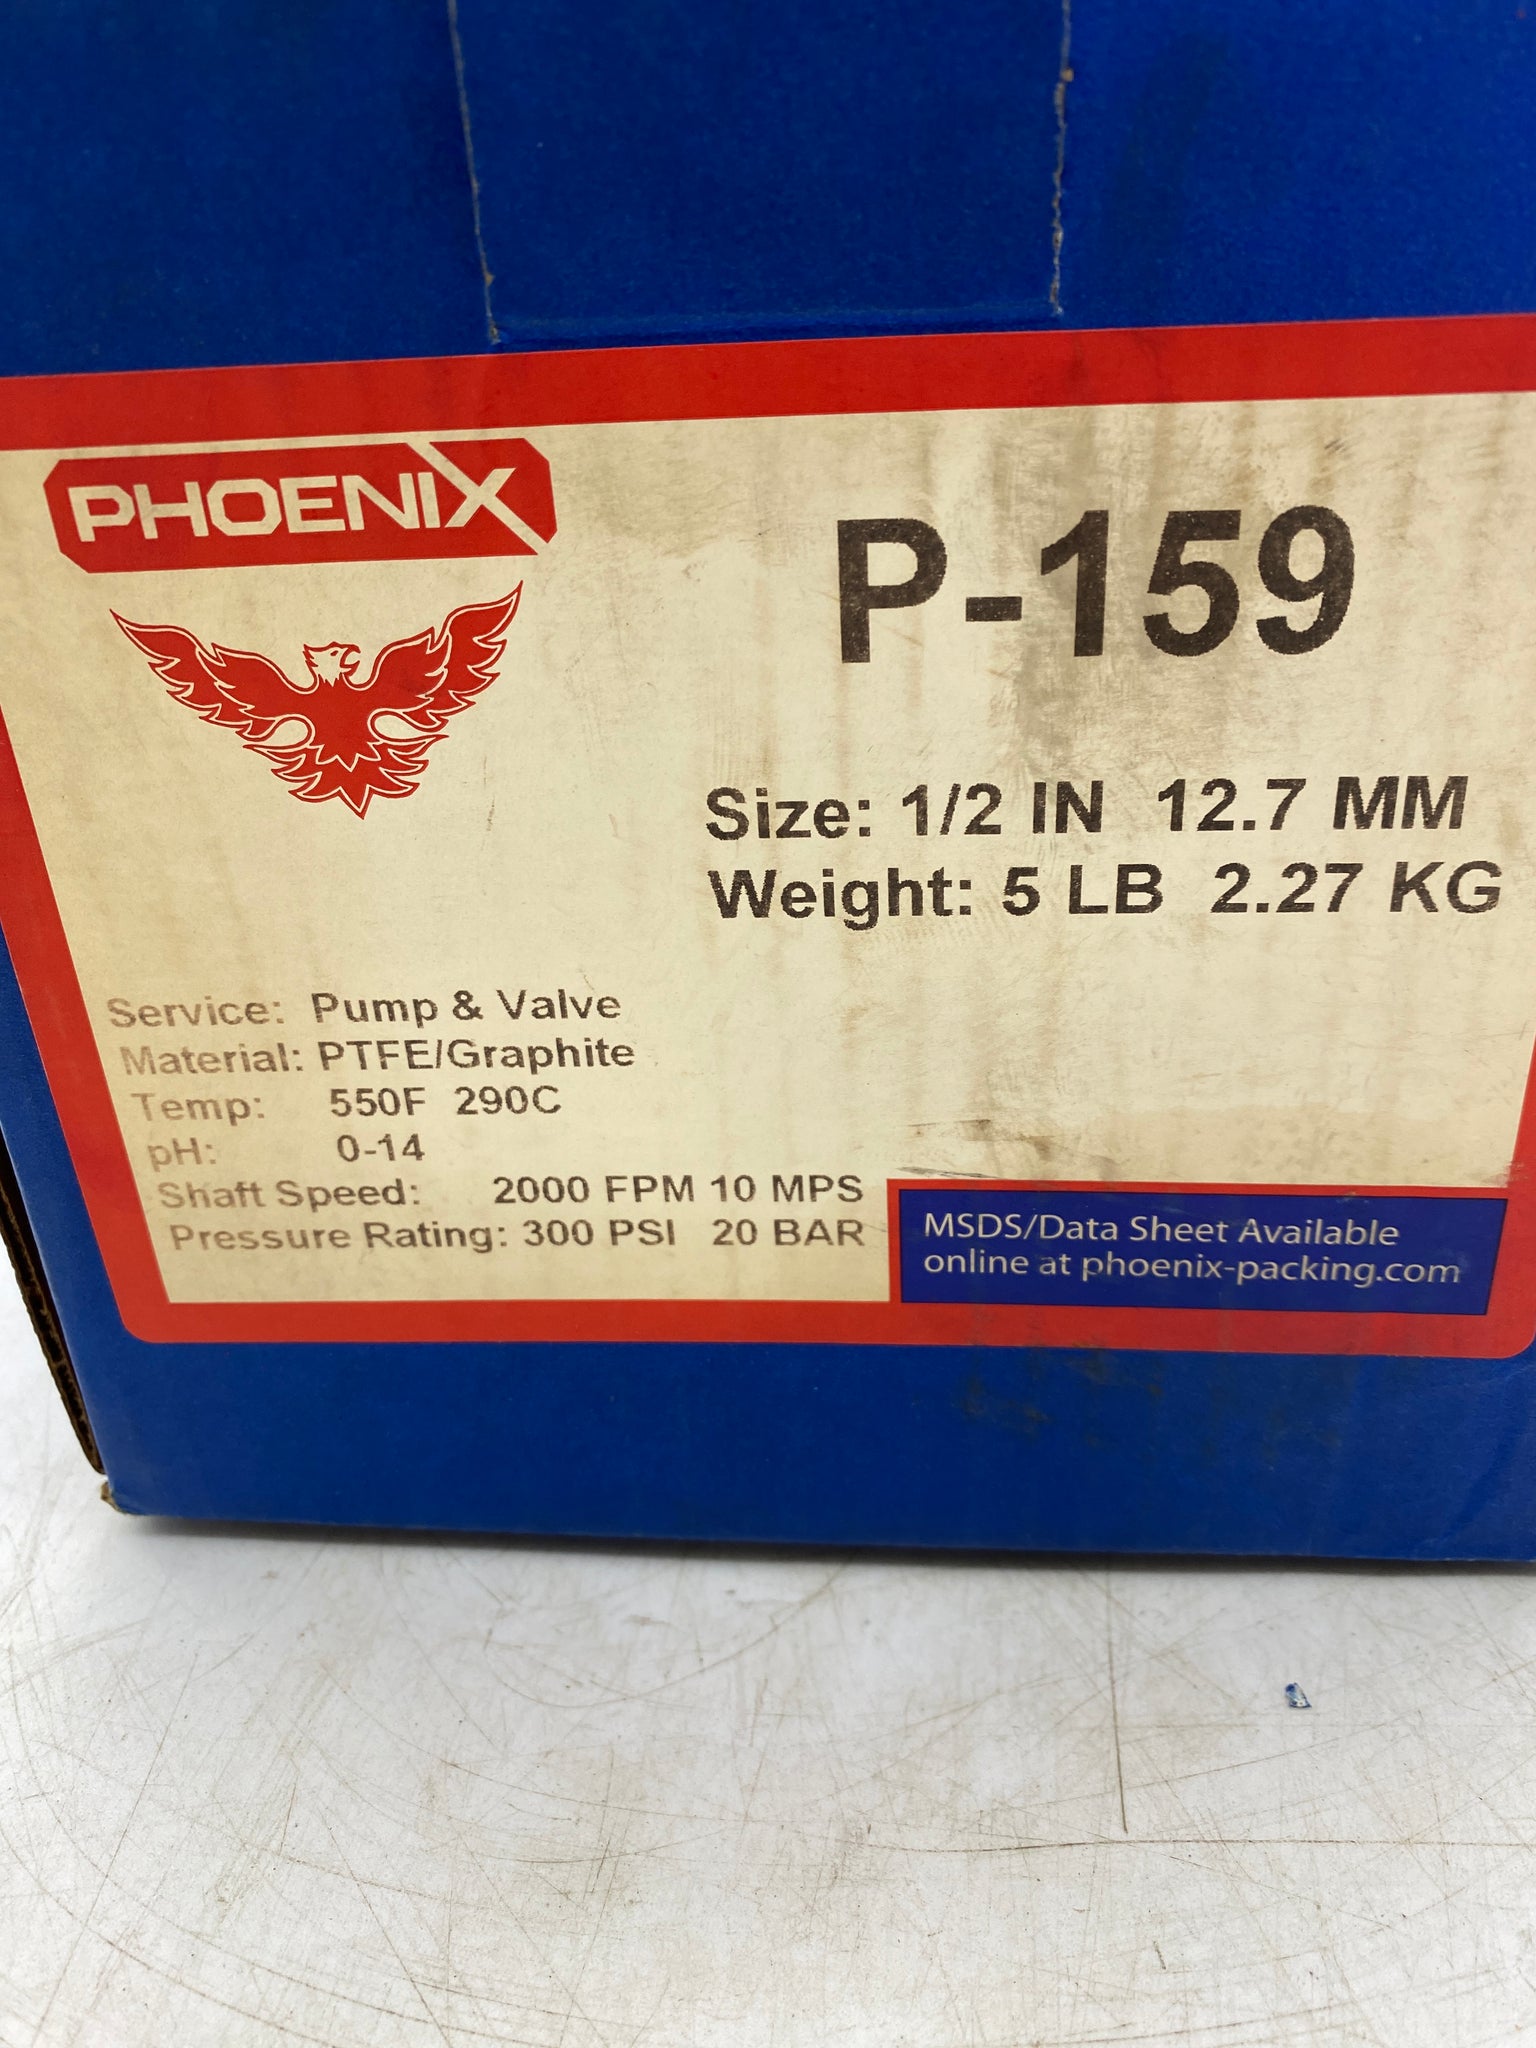 PHOENIX
P-159
Size: 1/2 IN 12.7 MM
Weight: 5 LB 2.27 KG
Service: Pump & Valve
Material: PTFE/Graphite
Temp: 550F 290C
pH: 0-14
Shaft Speed: 2000 FPM 10 MPS
Pressure Rating: 300 PSI 20 BAR
MSDS/Data Sheet Available
online at phoenix-packing.com